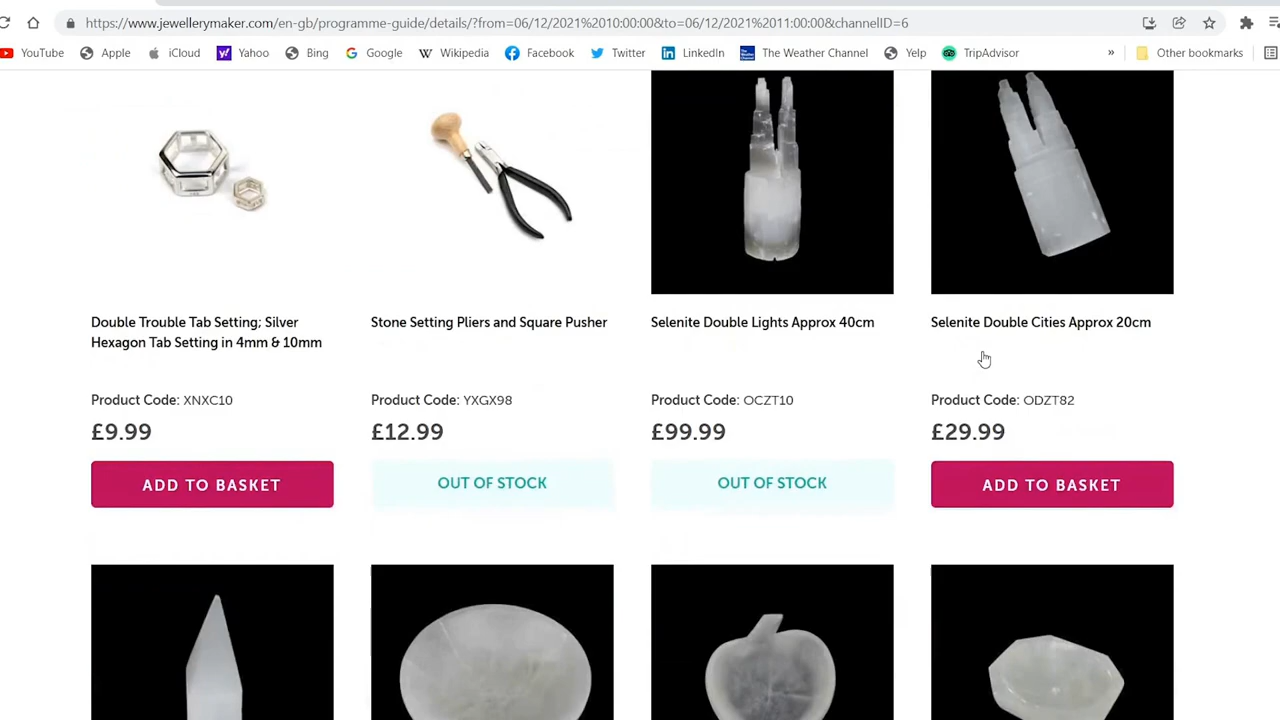 https://www.jewellerymaker.com/en-gb/programme-guide/details/?from=06/12/2021%2010:00:00&to=06/12/2021%2011:00:00&channelID=6
YouTube Apple iCloud Yahoo Bing Google Wikipedia Facebook Twitter LinkedIn The Weather Channel Yelp TripAdvisor » Other bookmarks
Double Trouble Tab Setting; Silver
Hexagon Tab Setting in 4mm & 10mm
Product Code: XNXC10
£9.99
ADD TO BASKET
Stone Setting Pliers and Square Pusher
Product Code: YXGX98
£12.99
OUT OF STOCK
Selenite Double Lights Approx 40cm
Product Code: OCZT10
£99.99
OUT OF STOCK
Selenite Double Cities Approx 20cm
Product Code: ODZT82
£29.99
ADD TO BASKET